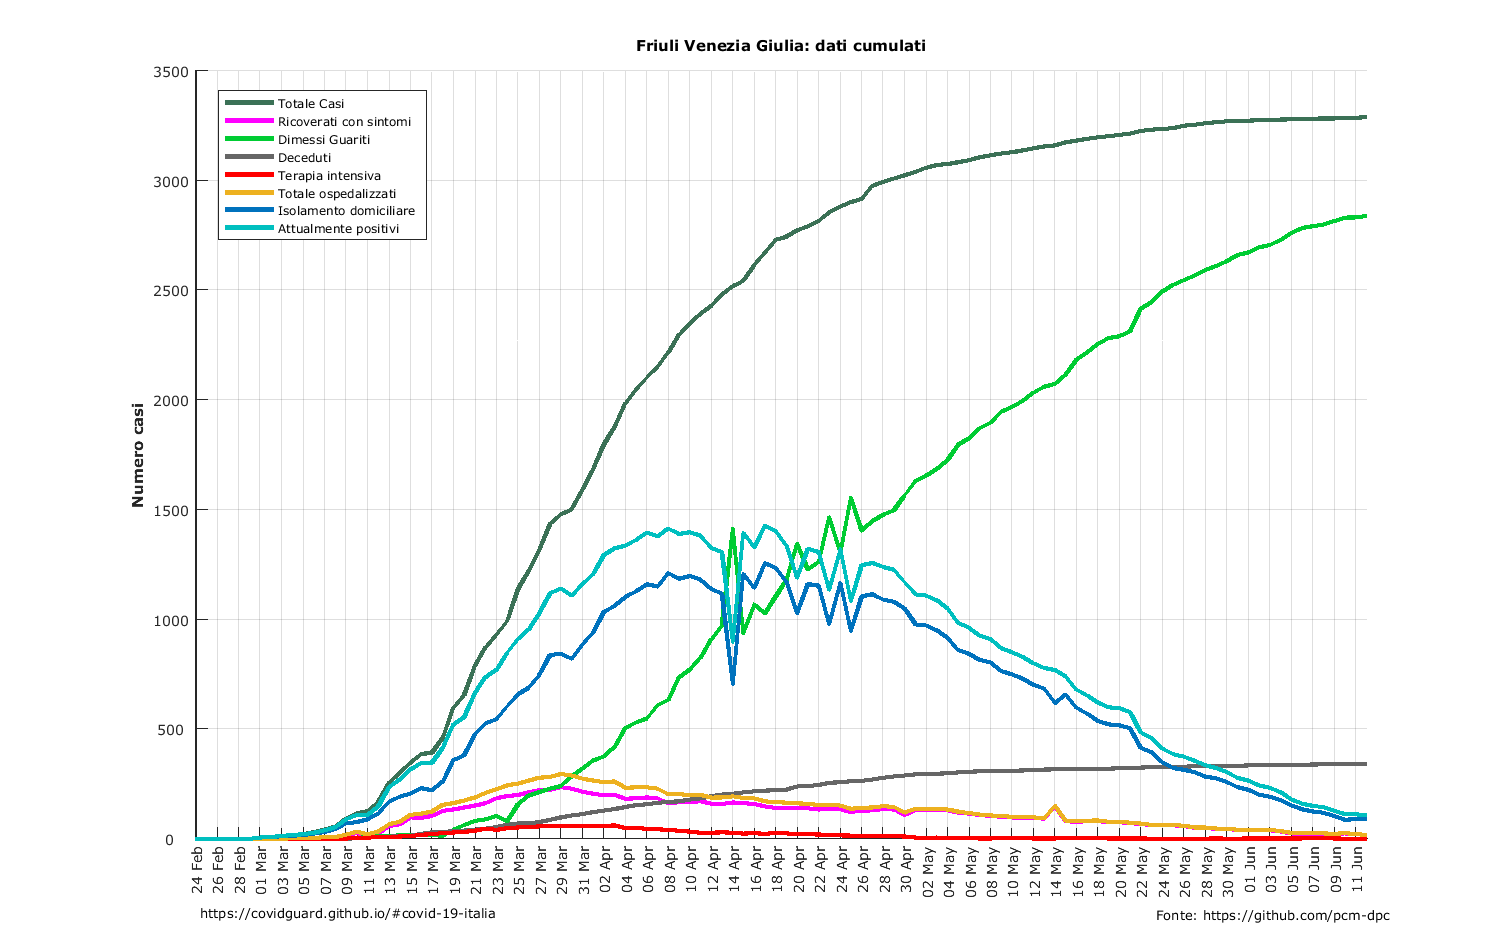 Friuli Venezia Giulia: dati cumulati
3500
3000
2500
2000
1500
1000
500
0
Numero casi
Totale Casi
Ricoverati con sintomi
Dimessi Guariti
Deceduti
Terapia intensiva
Totale ospedalizzati
Isolamento domiciliare
Attualmente positivi
24 Feb
26 Feb
28 Feb
01 Mar
03 Mar
05 Mar
07 Mar
09 Mar
11 Mar
13 Mar
15 Mar
17 Mar
19 Mar
21 Mar
23 Mar
25 Mar
27 Mar
29 Mar
31 Mar
02 Apr
04 Apr
06 Apr
08 Apr
10 Apr
12 Apr
14 Apr
16 Apr
18 Apr
20 Apr
22 Apr
24 Apr
26 Apr
28 Apr
30 Apr
02 May
04 May
06 May
08 May
10 May
12 May
14 May
16 May
18 May
20 May
22 May
24 May
26 May
28 May
30 May
01 Jun
03 Jun
05 Jun
07 Jun
09 Jun
11 Jun
https://covidguard.github.io/#covid-19-italia
Fonte: https://github.com/pcm-dpc